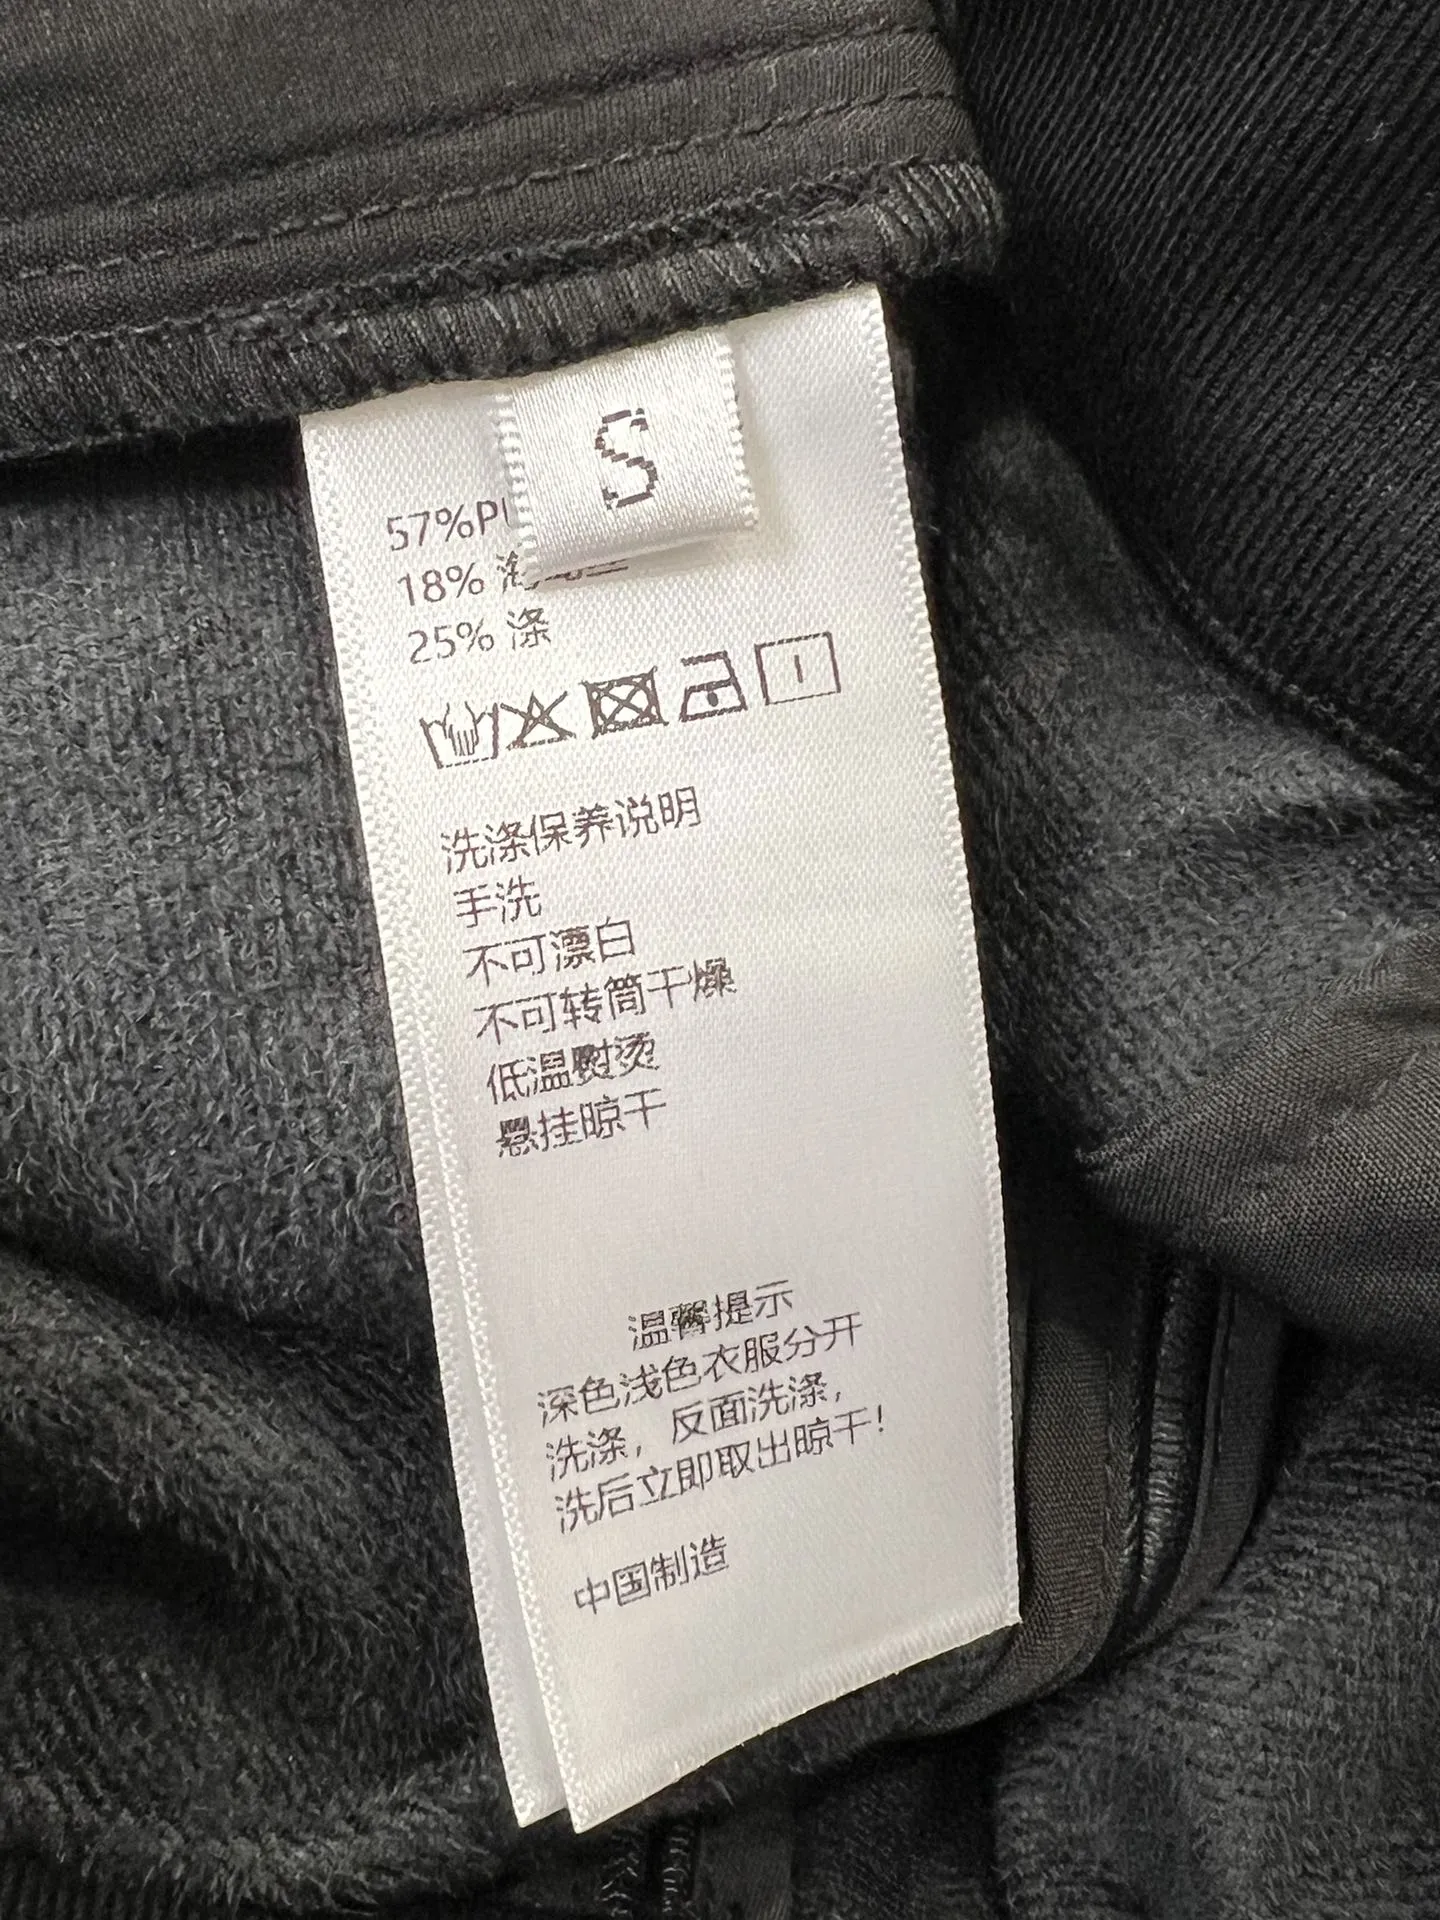 S
57%
18%
25% 涤
洗涤保养说明
手洗
不可漂白
不可转筒干燥
低温熨烫
悬挂晾干
温馨提示
深色浅色衣服分开
洗涤，反面洗涤，
洗后立即取出晾干！
中国制造